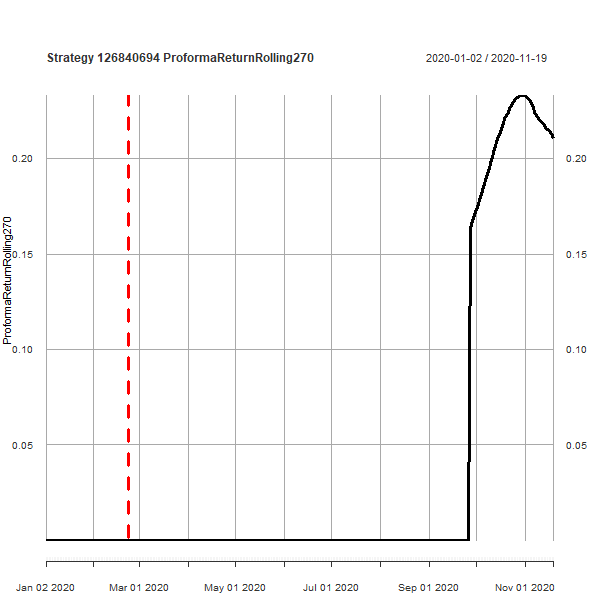 Strategy 126840694 ProformaReturnRolling270
2020-01-02 / 2020-11-19
ProformaReturnRolling270
0.20
0.15
0.10
0.05
0.20
0.15
0.10
0.05
Jan 02 2020
Mar 01 2020
May 01 2020
Jul 01 2020
Sep 01 2020
Nov 01 2020